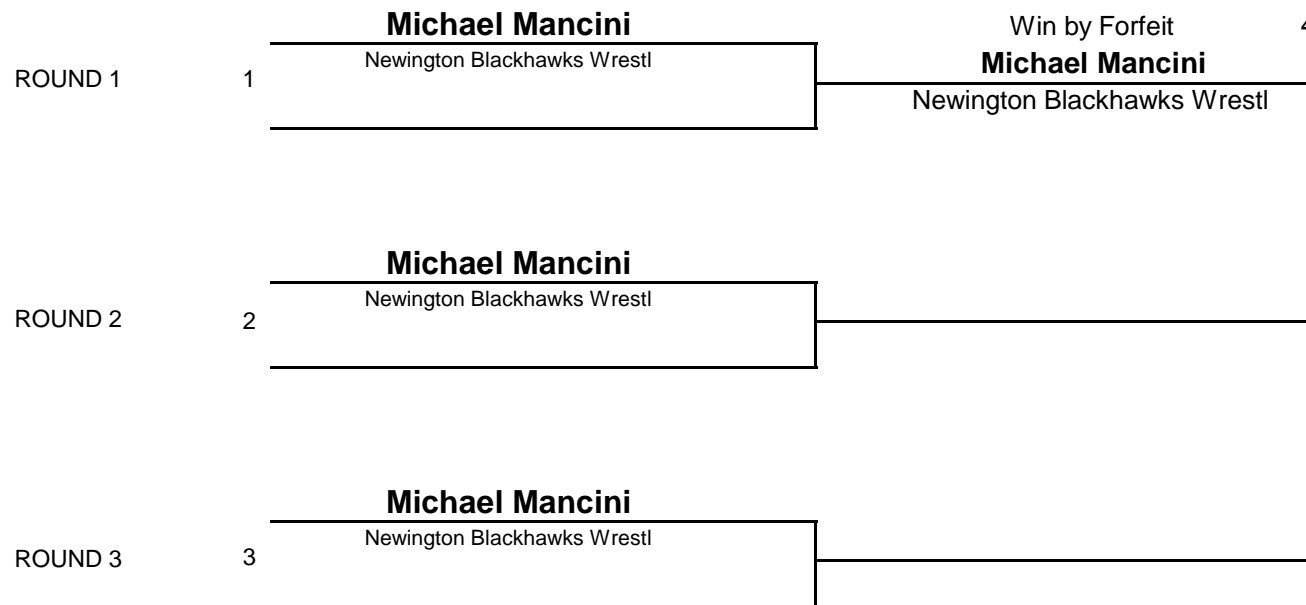 Michael Mancini
Newington Blackhawks Wrestl
ROUND 1
1
Win by Forfeit
Michael Mancini
Newington Blackhawks Wrestl
Michael Mancini
Newington Blackhawks Wrestl
ROUND 2
2
Michael Mancini
Newington Blackhawks Wrestl
ROUND 3
3